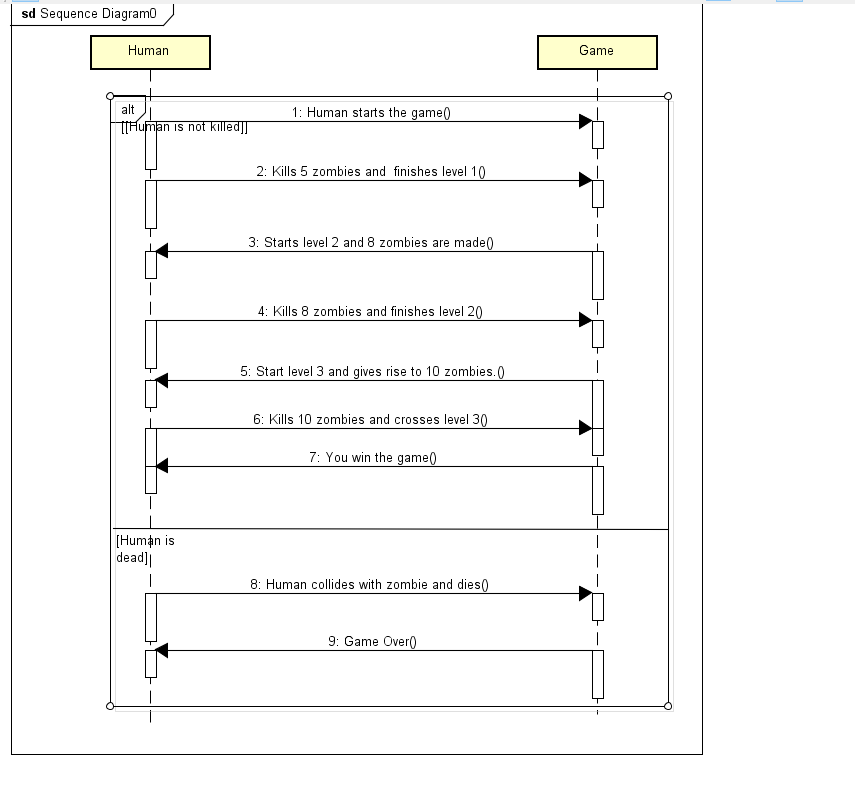 sd Sequence Diagram0
Human
Game
alt
[[Human is not killed]]
1: Human starts the game()
2: Kills 5 zombies and  finishes level 1()
3: Starts level 2 and 8 zombies are made()
4: Kills 8 zombies and finishes level 2()
5: Start level 3 and gives rise to 10 zombies.()
6: Kills 10 zombies and crosses level 3()
7: You win the game()
[Human is
dead]
8: Human collides with zombie and dies()
9: Game Over()